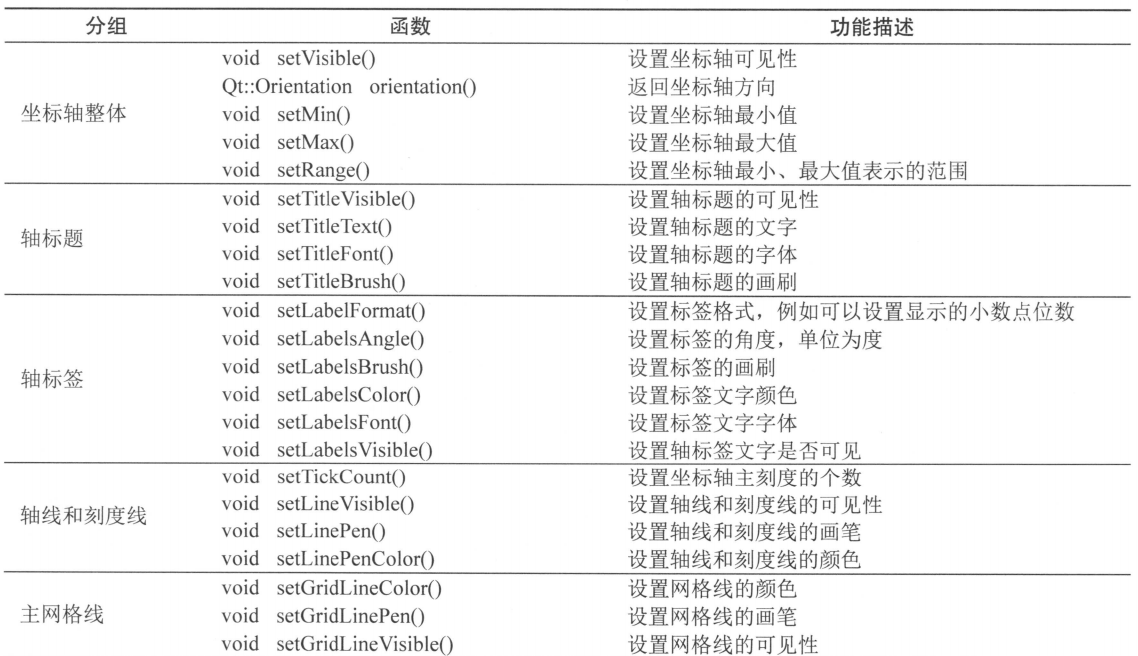 分组 函数 功能描述
void setVisible() 设置坐标轴可见性
Qt::Orientation orientation() 返回坐标轴方向
坐标轴整体 void setMin() 设置坐标轴最小值
void setMax() 设置坐标轴最大值
void setRange() 设置坐标轴最小、最大值表示的范围
void setTitleVisible() 设置轴标题的可见性
轴标题 void setTitleText() 设置轴标题的文字
void setTitleFont() 设置轴标题的字体
void setTitleBrush() 设置轴标题的画刷
void setLabelFormat() 设置标签格式，例如可以设置显示的小数点位数
void setLabelsAngle() 设置标签的角度，单位为度
轴标签 void setLabelsBrush() 设置标签的画刷
void setLabelsColor() 设置标签文字颜色
void setLabelsFont() 设置标签文字字体
void setLabelsVisible() 设置轴标签文字是否可见
void setTickCount() 设置坐标轴主刻度的个数
轴线和刻度线 void setLineVisible() 设置轴线和刻度线的可见性
void setLinePen() 设置轴线和刻度线的画笔
void setLinePenColor() 设置轴线和刻度线的颜色
void setGridLineColor() 设置网格线的颜色
主网格线 void setGridLinePen() 设置网格线的画笔
void setGridLineVisible() 设置网格线的可见性